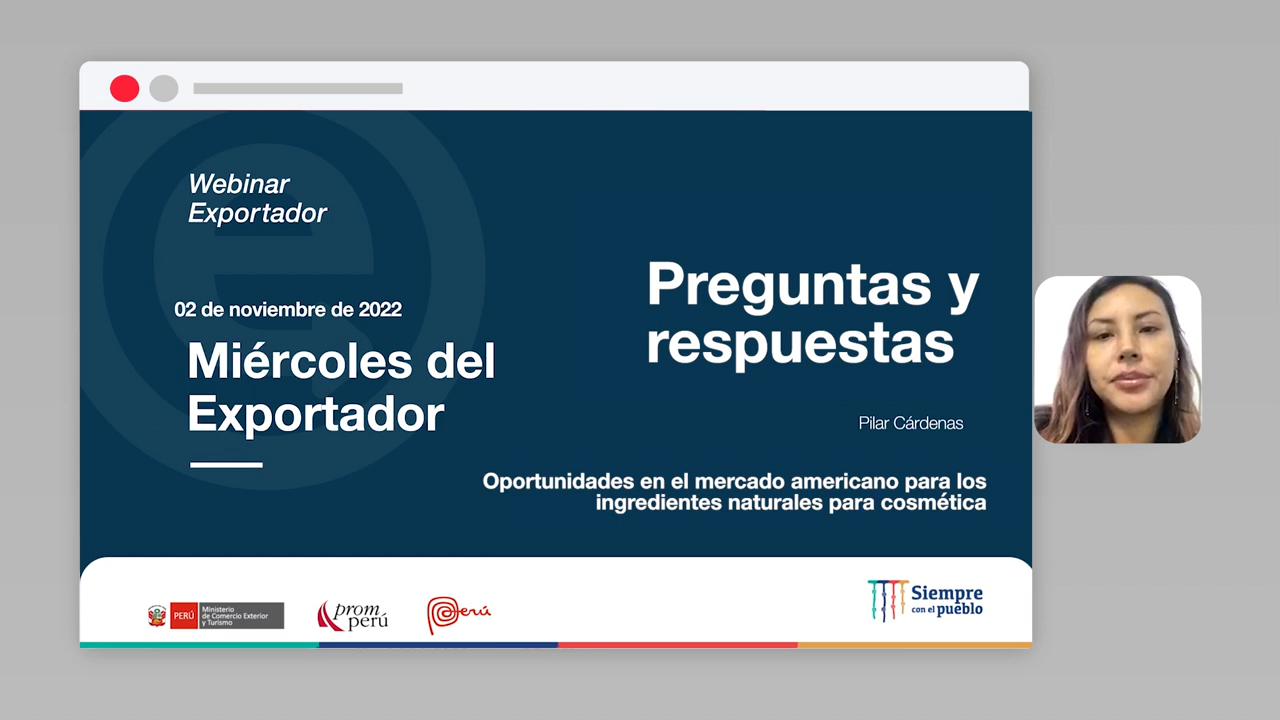 Webinar
Exportador
02 de noviembre de 2022
Miércoles del
Exportador
Preguntas y
respuestas
Pilar Cárdenas
Oportunidades en el mercado americano para los
ingredientes naturales para cosmética
PERÚ
Ministerio
de Comercio Exterior
y Turismo
prom
perú
Perú
Siempre
con el pueblo